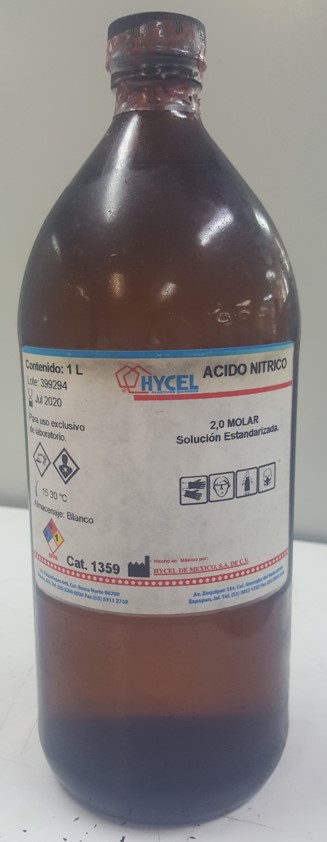 Contenido: 1 L
Lote: 399294
Jul 2020
Para uso exclusivo
de laboratorio.
15 30 °C
Almacenaje: Blanco
Cat. 1359
HYCEL
ACIDO NITRICO
2,0 MOLAR
Solución Estandarizada.
Hecho en México por:
HYCEL DE MEXICO, S.A. DE C.V.